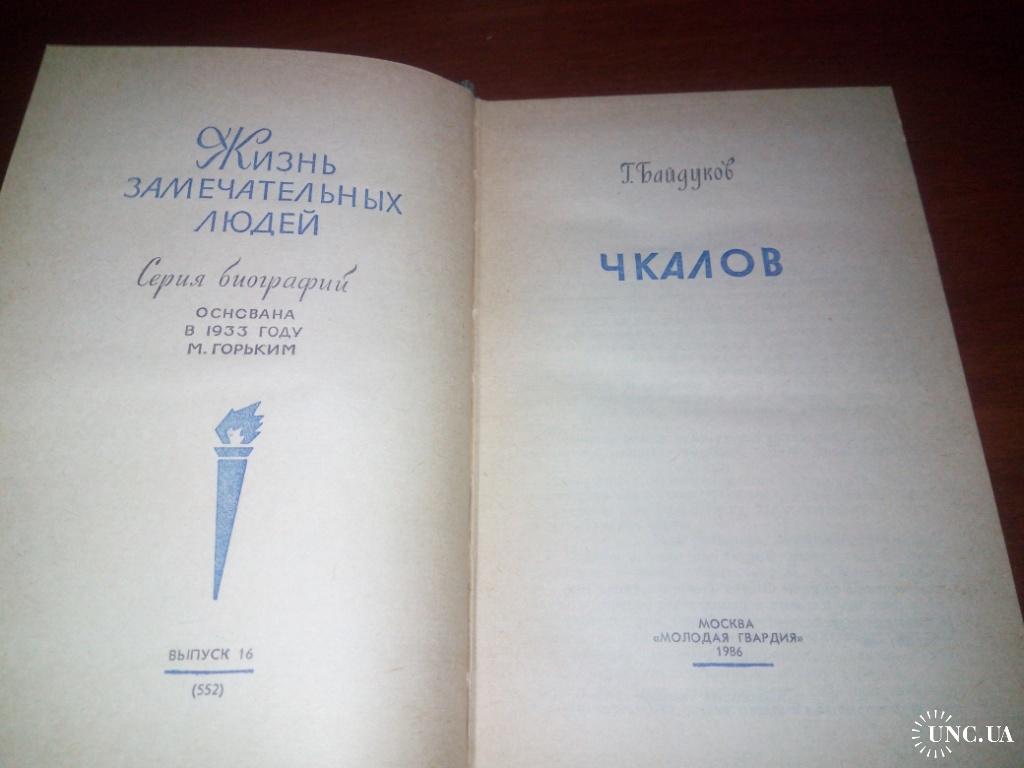 Жизнь
ЗАМЕЧАТЕЛЬНЫХ
ЛЮДЕЙ
Серия биографий
ОСНОВАНА
В 1933 ГОДУ
М. ГОРЬКИМ
ВЫПУСК 16
(552)
Г. Байдуков
ЧКАЛОВ
МОСКВА
«МОЛОДАЯ ГВАРДИЯ»
1986
UNC.UA